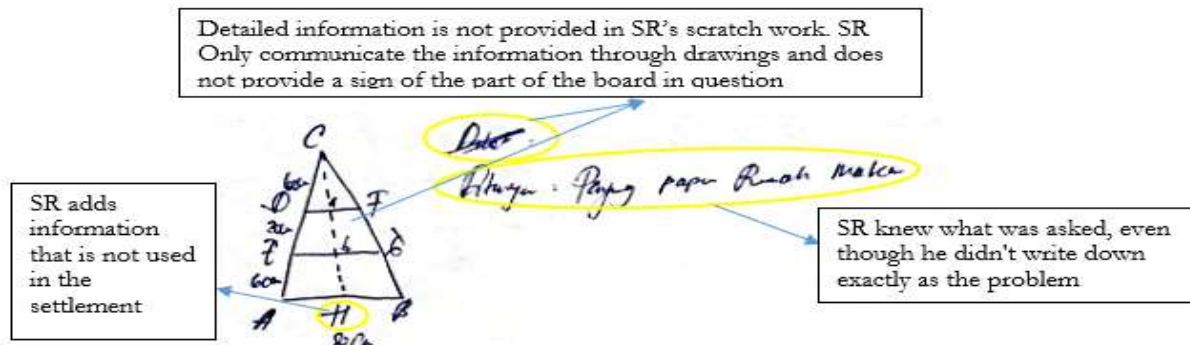 Detailed information is not provided in SR's scratch work. SR
Only communicate the information through drawings and does
not provide a sign of the part of the board in question
C
6cm
D F
E
6cm
A H B
SR adds
information
that is not used
in the
settlement
SR knew what was asked, even
though he didn't write down
exactly as the problem